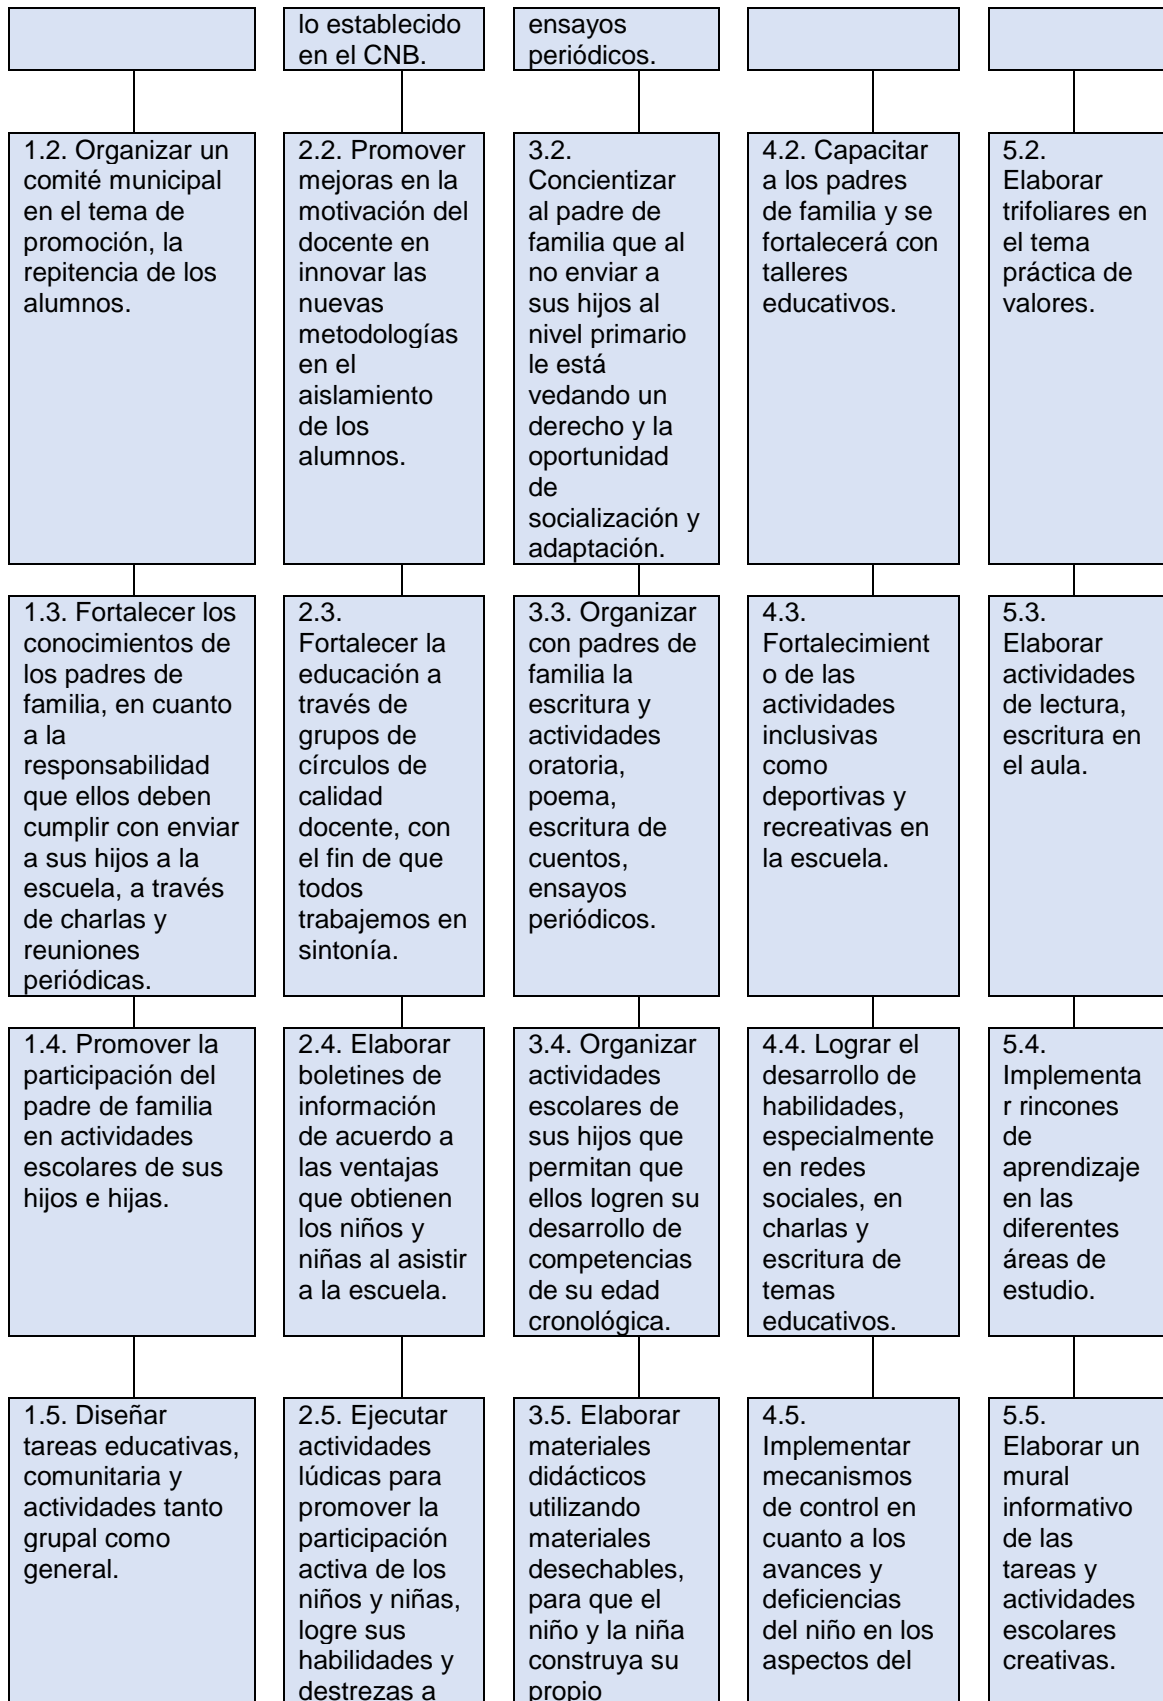 lo establecido
en el CNB.
ensayos
periódicos.
1.2. Organizar un
comité municipal
en el tema de
promoción, la
repitencia de los
alumnos.
2.2. Promover
mejoras en la
motivación del
docente en
innovar las
nuevas
metodologías
en el
aislamiento
de los
alumnos.
3.2.
Concientizar
al padre de
familia que al
no enviar a
sus hijos al
nivel primario
le está
vedando un
derecho y la
oportunidad
de
socialización y
adaptación.
4.2. Capacitar
a los padres
de familia y se
fortalecerá con
talleres
educativos.
5.2.
Elaborar
trifoliares en
el tema
práctica de
valores.
1.3. Fortalecer los
conocimientos de
los padres de
familia, en cuanto
a la
responsabilidad
que ellos deben
cumplir con enviar
a sus hijos a la
escuela, a través
de charlas y
reuniones
periódicas.
2.3.
Fortalecer la
educación a
través de
grupos de
círculos de
calidad
docente, con
el fin de que
todos
trabajemos en
sintonía.
3.3. Organizar
con padres de
familia la
escritura y
actividades
oratoria,
poema,
escritura de
cuentos,
ensayos
periódicos.
4.3.
Fortalecimient
o de las
actividades
inclusivas
como
deportivas y
recreativas en
la escuela.
5.3.
Elaborar
actividades
de lectura,
escritura en
el aula.
1.4. Promover la
participación del
padre de familia
en actividades
escolares de sus
hijos e hijas.
2.4. Elaborar
boletines de
información
de acuerdo a
las ventajas
que obtienen
los niños y
niñas al asistir
a la escuela.
3.4. Organizar
actividades
escolares de
sus hijos que
permitan que
ellos logren su
desarrollo de
competencias
de su edad
cronológica.
4.4. Lograr el
desarrollo de
habilidades,
especialmente
en redes
sociales, en
charlas y
escritura de
temas
educativos.
5.4.
Implementa
r rincones
de
aprendizaje
en las
diferentes
áreas de
estudio.
1.5. Diseñar
tareas educativas,
comunitaria y
actividades tanto
grupal como
general.
2.5. Ejecutar
actividades
lúdicas para
promover la
participación
activa de los
niños y niñas,
logre sus
habilidades y
destrezas a
3.5. Elaborar
materiales
didácticos
utilizando
materiales
desechables,
para que el
niño y la niña
construya su
propio
4.5.
Implementar
mecanismos
de control en
cuanto a los
avances y
deficiencias
del niño en los
aspectos del
5.5.
Elaborar un
mural
informativo
de las
tareas y
actividades
escolares
creativas.